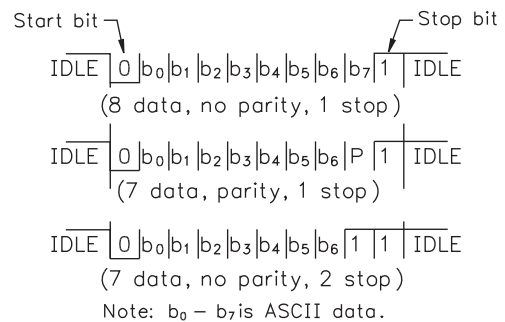 Start bit Stop bit
IDLE 0 b₀ b₁ b₂ b₃ b₄ b₅ b₆ b₇ 1 IDLE
(8 data, no parity, 1 stop)
IDLE 0 b₀ b₁ b₂ b₃ b₄ b₅ b₆ P 1 IDLE
(7 data, parity, 1 stop)
IDLE 0 b₀ b₁ b₂ b₃ b₄ b₅ b₆ 1 1 IDLE
(7 data, no parity, 2 stop)
Note: b₀ – b₇ is ASCII data.